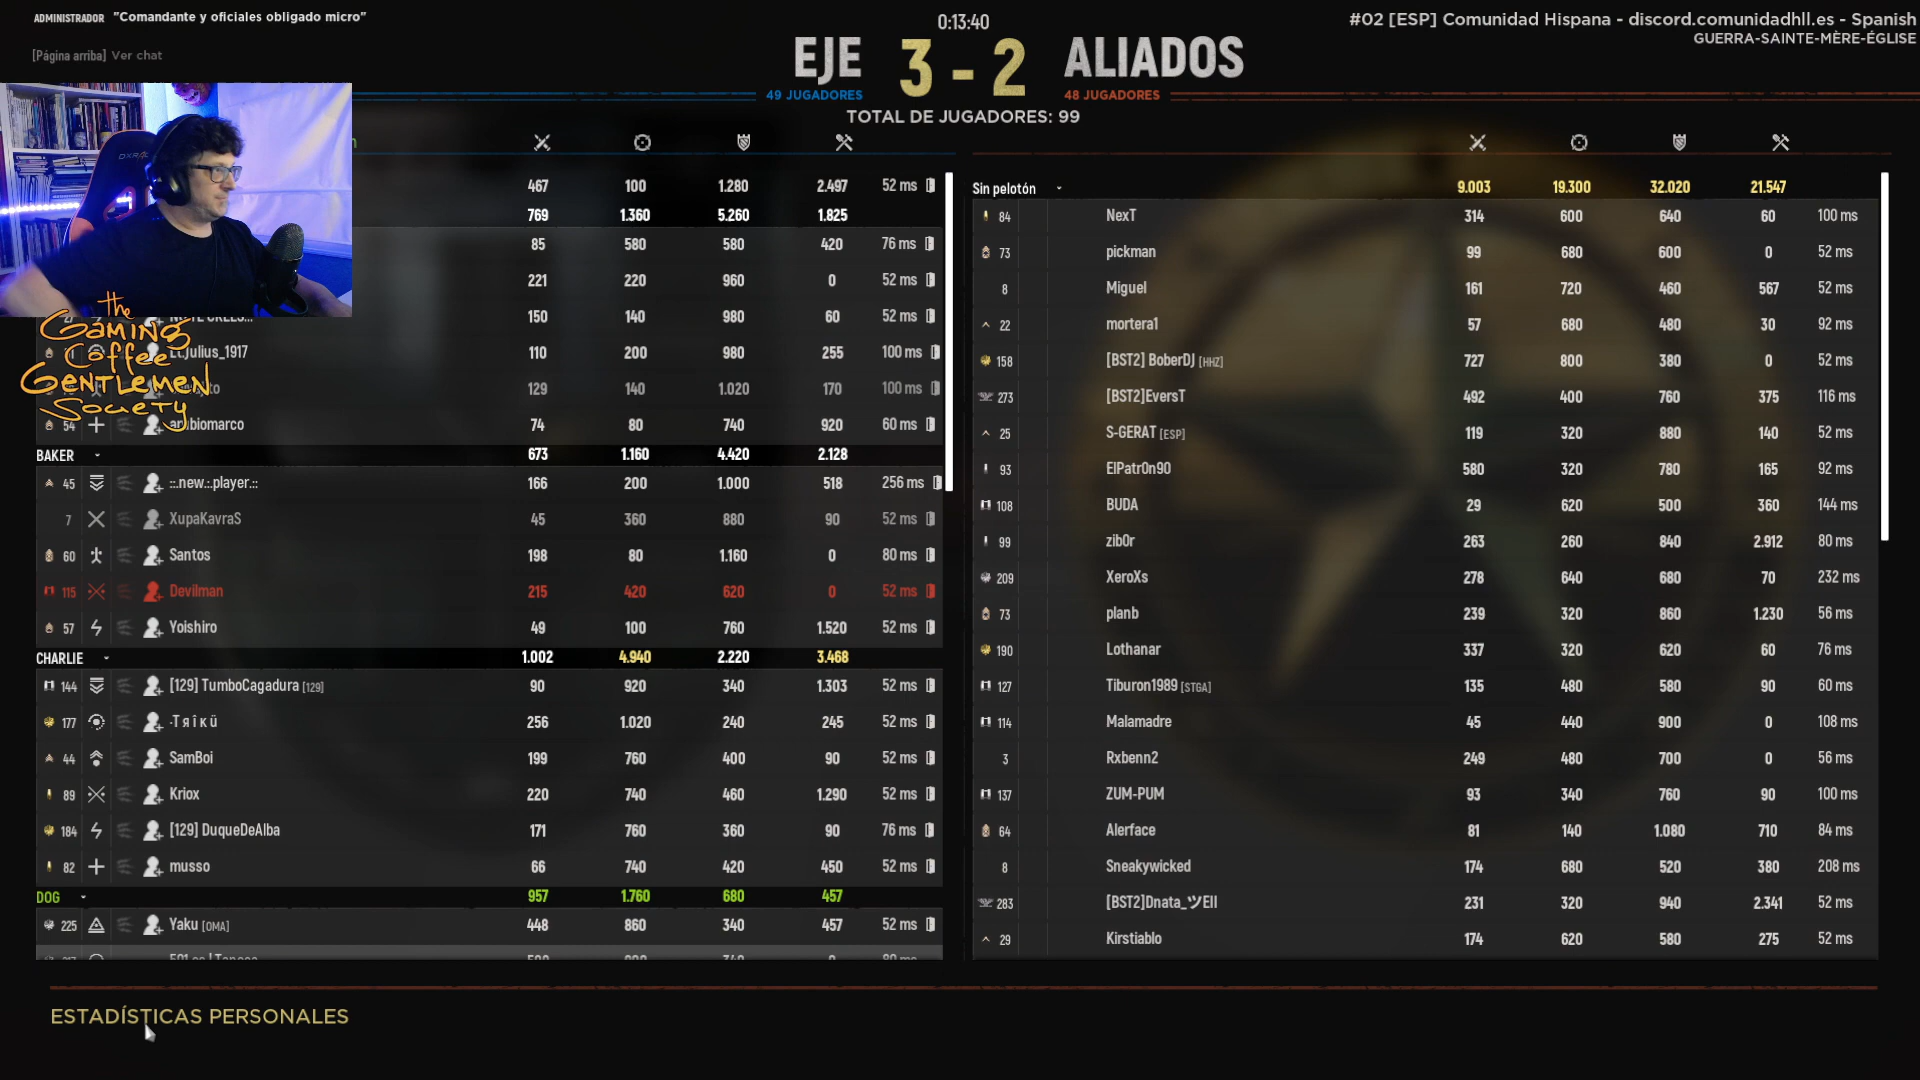 ADMINISTRADOR "Comandante y oficiales obligado micro"
[Página arriba] Ver chat
0:13:40
EJE 3 - 2 ALIADOS
49 JUGADORES 48 JUGADORES
TOTAL DE JUGADORES: 99
#02 [ESP] Comunidad Hispana - discord.comunidadhll.es - Spanish
GUERRA-SAINTE-MÈRE-ÉGLISE
DXR
the
Gaming
Coffee
Gentlemen
Society
467 100 1.280 2.497 52 ms
769 1.360 5.260 1.825
85 580 580 420 76 ms
221 220 960 0 52 ms
150 140 980 60 52 ms
Lt.Julius_1917 110 200 980 255 100 ms
129 140 1.020 170 100 ms
54 arabiomarco 74 80 740 920 60 ms
BAKER 673 1.160 4.420 2.128
45 ::.new.:.player.:: 166 200 1.000 518 256 ms
7 XupaKavraS 45 360 880 90 52 ms
60 Santos 198 80 1.160 0 80 ms
115 Devilman 215 420 620 0 52 ms
57 Yoishiro 49 100 760 1.520 52 ms
CHARLIE 1.002 4.940 2.220 3.468
144 [129] TumboCagadura [129] 90 920 340 1.303 52 ms
177 ·T я î κ ü 256 1.020 240 245 52 ms
44 SamBoi 199 760 400 90 52 ms
89 Kriox 220 740 460 1.290 52 ms
184 [129] DuqueDeAlba 171 760 360 90 76 ms
82 musso 66 740 420 450 52 ms
DOG 957 1.760 680 457
225 Yaku [OMA] 448 860 340 457 52 ms
Sin pelotón 9.003 19.300 32.020 21.547
84 NexT 314 600 640 60 100 ms
73 pickman 99 680 600 0 52 ms
8 Miguel 161 720 460 567 52 ms
22 mortera1 57 680 480 30 92 ms
158 [BST2] BoberDJ [HHZ] 727 800 380 0 52 ms
273 [BST2]EversT 492 400 760 375 116 ms
25 S-GERAT [ESP] 119 320 880 140 52 ms
93 ElPatr0n90 580 320 780 165 92 ms
108 BUDA 29 620 500 360 144 ms
99 zib0r 263 260 840 2.912 80 ms
209 XeroXs 278 640 680 70 232 ms
73 planb 239 320 860 1.230 56 ms
190 Lothanar 337 320 620 60 76 ms
127 Tiburon1989 [STGA] 135 480 580 90 60 ms
114 Malamadre 45 440 900 0 108 ms
3 Rxbenn2 249 480 700 0 56 ms
137 ZUM-PUM 93 340 760 90 100 ms
64 Alerface 81 140 1.080 710 84 ms
8 Sneakywicked 174 680 520 380 208 ms
283 [BST2]Dnata_ツEll 231 320 940 2.341 52 ms
29 Kirstiablo 174 620 580 275 52 ms
ESTADÍSTICAS PERSONALES